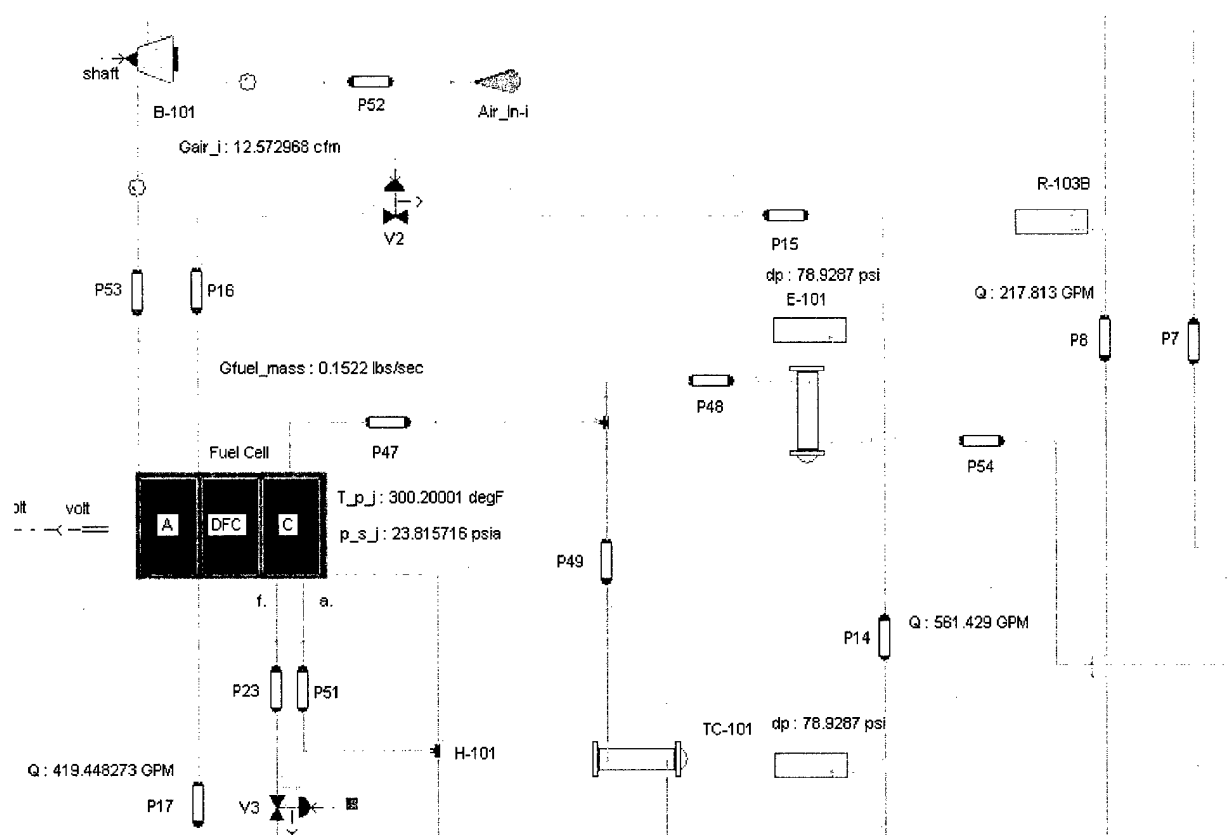 shaft
B-101
P52
Air_In-i
Gair_i : 12.572968 cfm
R-103B
V2
P15
P53
P16
dp : 78.9287 psi
E-101
Q : 217.813 GPM
P8
P7
Gfuel_mass : 0.1522 lbs/sec
P48
P47
Fuel Cell
P54
T_p_j : 300.20001 degF
volt
A
DFC
C
p_s_j : 23.815716 psia
P49
f.
a.
Q : 561.429 GPM
P14
P23
P51
TC-101
dp : 78.9287 psi
H-101
Q : 419.448273 GPM
P17
V3